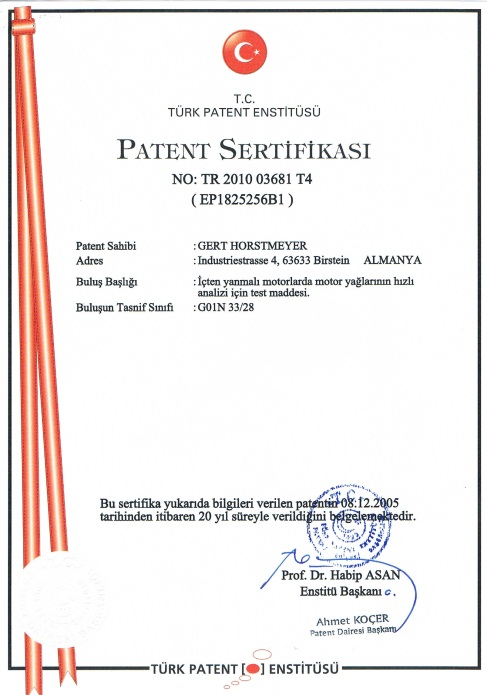 T.C.
TÜRK PATENT ENSTİTÜSÜ
PATENT SERTİFİKASI
NO: TR 2010 03681 T4
( EP1825256B1 )
Patent Sahibi : GERT HORSTMEYER
Adres : Industriestrasse 4, 63633 Birstein ALMANYA
Buluş Başlığı : İçten yanmalı motorlarda motor yağlarının hızlı
analizi için test maddesi.
Buluşun Tasnif Sınıfı : G01N 33/28
Bu sertifika yukarıda bilgileri verilen patentin 08.12.2005
tarihinden itibaren 20 yıl süreyle verildiğini belgelemektedir.
Prof. Dr. Habip ASAN
Enstitü Başkanı
Ahmet KOÇER
Patent Dairesi Başkanı
TÜRK PATENT ENSTİTÜSÜ